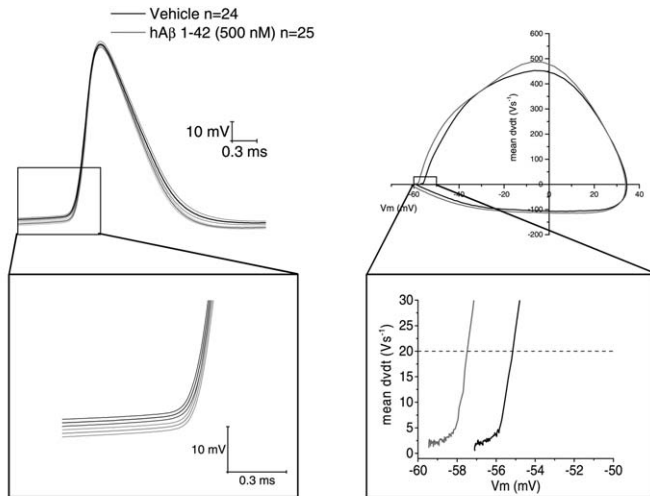 Vehicle n=24
hAβ 1-42 (500 nM) n=25
10 mV
0.3 ms
mean dvdt (Vs-1)
600
500
400
300
200
100
0
-100
-200
-60
-40
-20
0
20
40
Vm (mV)
10 mV
0.3 ms
mean dvdt (Vs-1)
30
25
20
15
10
5
0
-60
-58
-56
-54
-52
-50
Vm (mV)